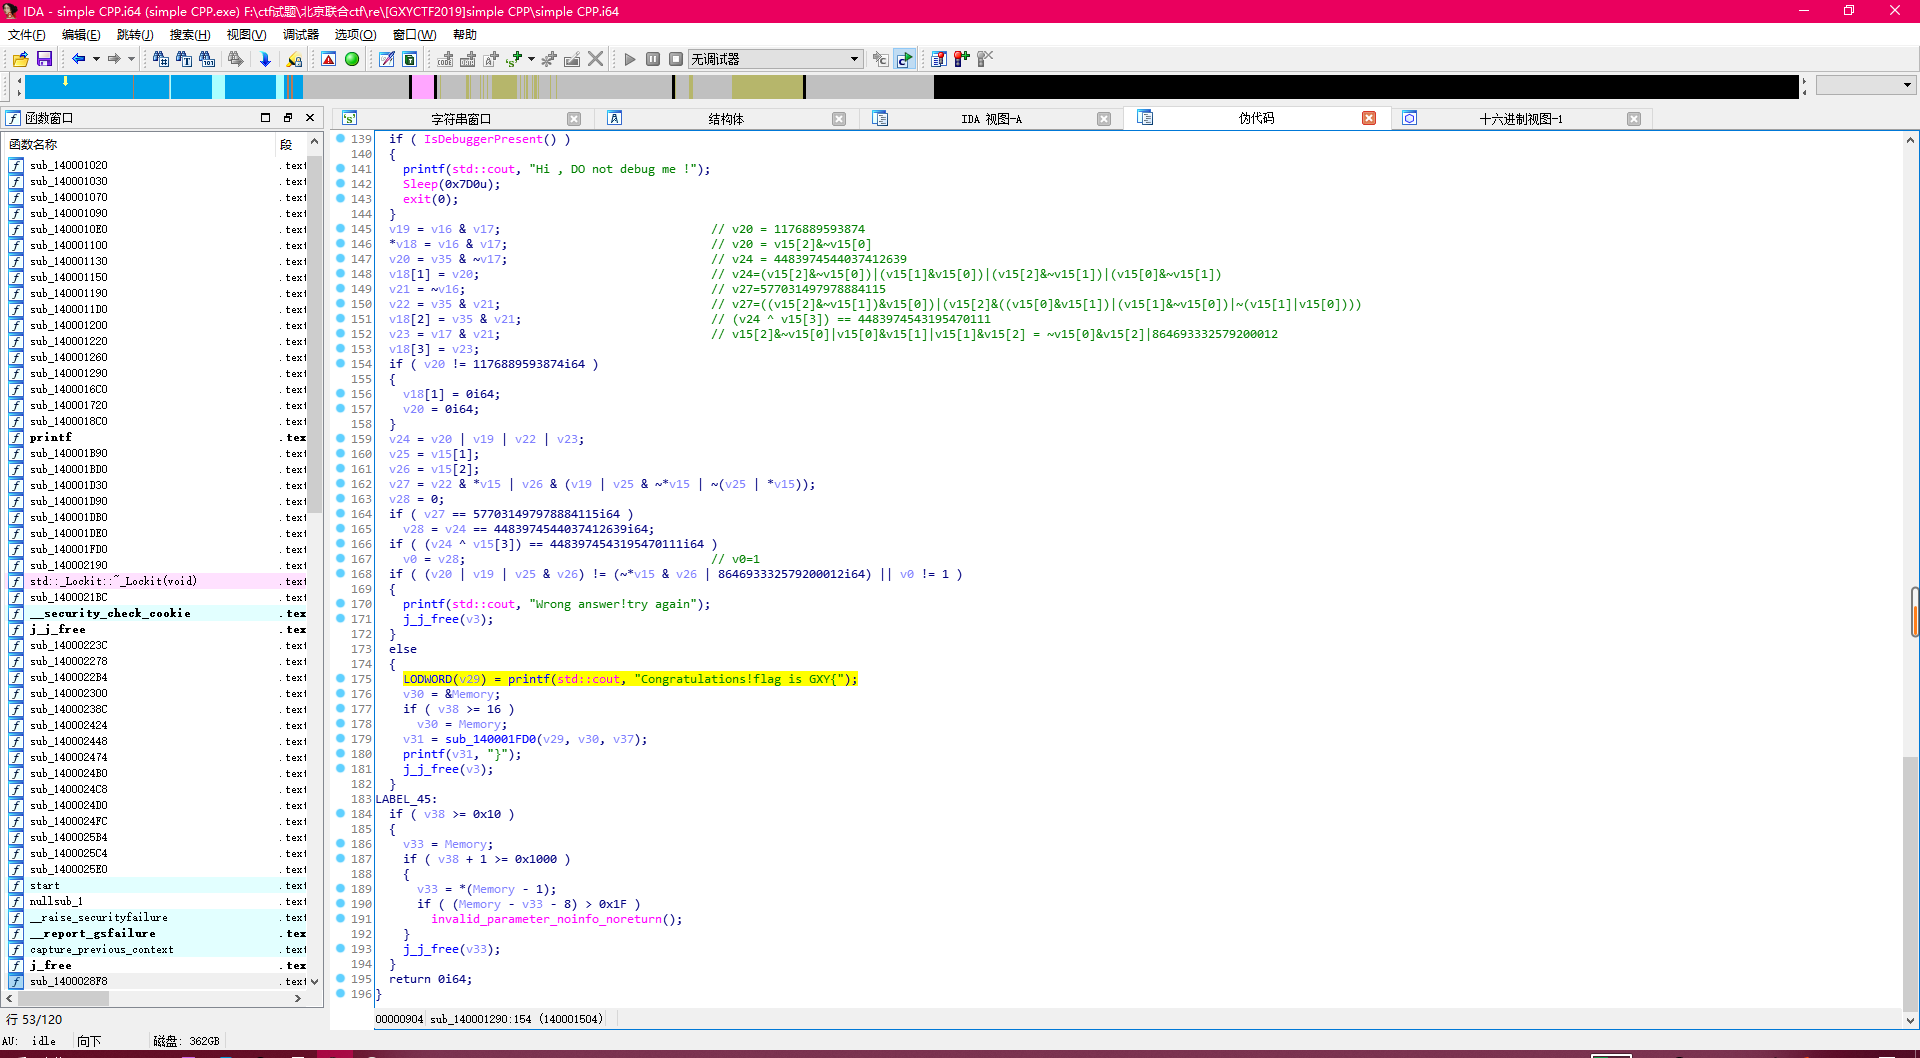 IDA - simple CPP.i64 (simple CPP.exe) F:\ctf试题\北京联合ctf\re\[GXYCTF2019]simple CPP\simple CPP.i64
文件(F) 编辑(E) 跳转(J) 搜索(H) 视图(V) 调试器 选项(O) 窗口(W) 帮助
无调试器
函数窗口
字符串窗口 结构体 IDA 视图-A 伪代码 十六进制视图-1
函数名称 段
sub_140001020 .text
sub_140001030 .text
sub_140001070 .text
sub_140001090 .text
sub_1400010E0 .text
sub_140001100 .text
sub_140001130 .text
sub_140001150 .text
sub_140001190 .text
sub_1400011D0 .text
sub_140001200 .text
sub_140001220 .text
sub_140001260 .text
sub_140001290 .text
sub_1400016C0 .text
sub_140001720 .text
sub_1400018C0 .text
printf .tex
sub_140001B90 .text
sub_140001BD0 .text
sub_140001D30 .text
sub_140001D90 .text
sub_140001DB0 .text
sub_140001DE0 .text
sub_140001FD0 .text
sub_140002190 .text
std::_Lockit::~_Lockit(void) .text
sub_1400021BC .text
__security_check_cookie .tex
j_j_free .tex
sub_14000223C .text
sub_140002278 .text
sub_1400022B4 .text
sub_140002300 .text
sub_14000238C .text
sub_140002424 .text
sub_140002448 .text
sub_140002474 .text
sub_1400024B0 .text
sub_1400024C8 .text
sub_1400024D0 .text
sub_1400024FC .text
sub_1400025B4 .text
sub_1400025C4 .text
sub_1400025E0 .text
start .text
nullsub_1 .text
__raise_securityfailure .text
__report_gsfailure .tex
capture_previous_context .text
j_free .tex
sub_1400028F8 .text
行 53/120
139 if ( IsDebuggerPresent() )
140 {
141 printf(std::cout, "Hi , DO not debug me !");
142 Sleep(0x7D0u);
143 exit(0);
144 }
145 v19 = v16 & v17; // v20 = 1176889593874
146 *v18 = v16 & v17; // v20 = v15[2]&~v15[0]
147 v20 = v35 & ~v17; // v24 = 4483974544037412639
148 v18[1] = v20; // v24=(v15[2]&~v15[0])|(v15[1]&v15[0])|(v15[2]&~v15[1])|(v15[0]&~v15[1])
149 v21 = ~v16; // v27=577031497978884115
150 v22 = v35 & v21; // v27=((v15[2]&~v15[1])&v15[0])|(v15[2]&((v15[0]&v15[1])|(v15[1]&~v15[0])|~(v15[1]|v15[0])))
151 v18[2] = v35 & v21; // (v24 ^ v15[3]) == 4483974543195470111
152 v23 = v17 & v21; // v15[2]&~v15[0]|v15[0]&v15[1]|v15[1]&v15[2] = ~v15[0]&v15[2]|864693332579200012
153 v18[3] = v23;
154 if ( v20 != 1176889593874i64 )
155 {
156 v18[1] = 0i64;
157 v20 = 0i64;
158 }
159 v24 = v20 | v19 | v22 | v23;
160 v25 = v15[1];
161 v26 = v15[2];
162 v27 = v22 & *v15 | v26 & (v19 | v25 & ~*v15 | ~(v25 | *v15));
163 v28 = 0;
164 if ( v27 == 577031497978884115i64 )
165 v28 = v24 == 4483974544037412639i64;
166 if ( (v24 ^ v15[3]) == 4483974543195470111i64 )
167 v0 = v28; // v0=1
168 if ( (v20 | v19 | v25 & v26) != (~*v15 & v26 | 864693332579200012i64) || v0 != 1 )
169 {
170 printf(std::cout, "Wrong answer!try again");
171 j_j_free(v3);
172 }
173 else
174 {
175 LODWORD(v29) = printf(std::cout, "Congratulations!flag is GXY{");
176 v30 = &Memory;
177 if ( v38 >= 16 )
178 v30 = Memory;
179 v31 = sub_140001FD0(v29, v30, v37);
180 printf(v31, "}");
181 j_j_free(v3);
182 }
183 LABEL_45:
184 if ( v38 >= 0x10 )
185 {
186 v33 = Memory;
187 if ( v38 + 1 >= 0x1000 )
188 {
189 v33 = *(Memory - 1);
190 if ( (Memory - v33 - 8) > 0x1F )
191 invalid_parameter_noinfo_noreturn();
192 }
193 j_j_free(v33);
194 }
195 return 0i64;
196 }
00000904 sub_140001290:154 (140001504)
AU: idle 向下 磁盘: 362GB